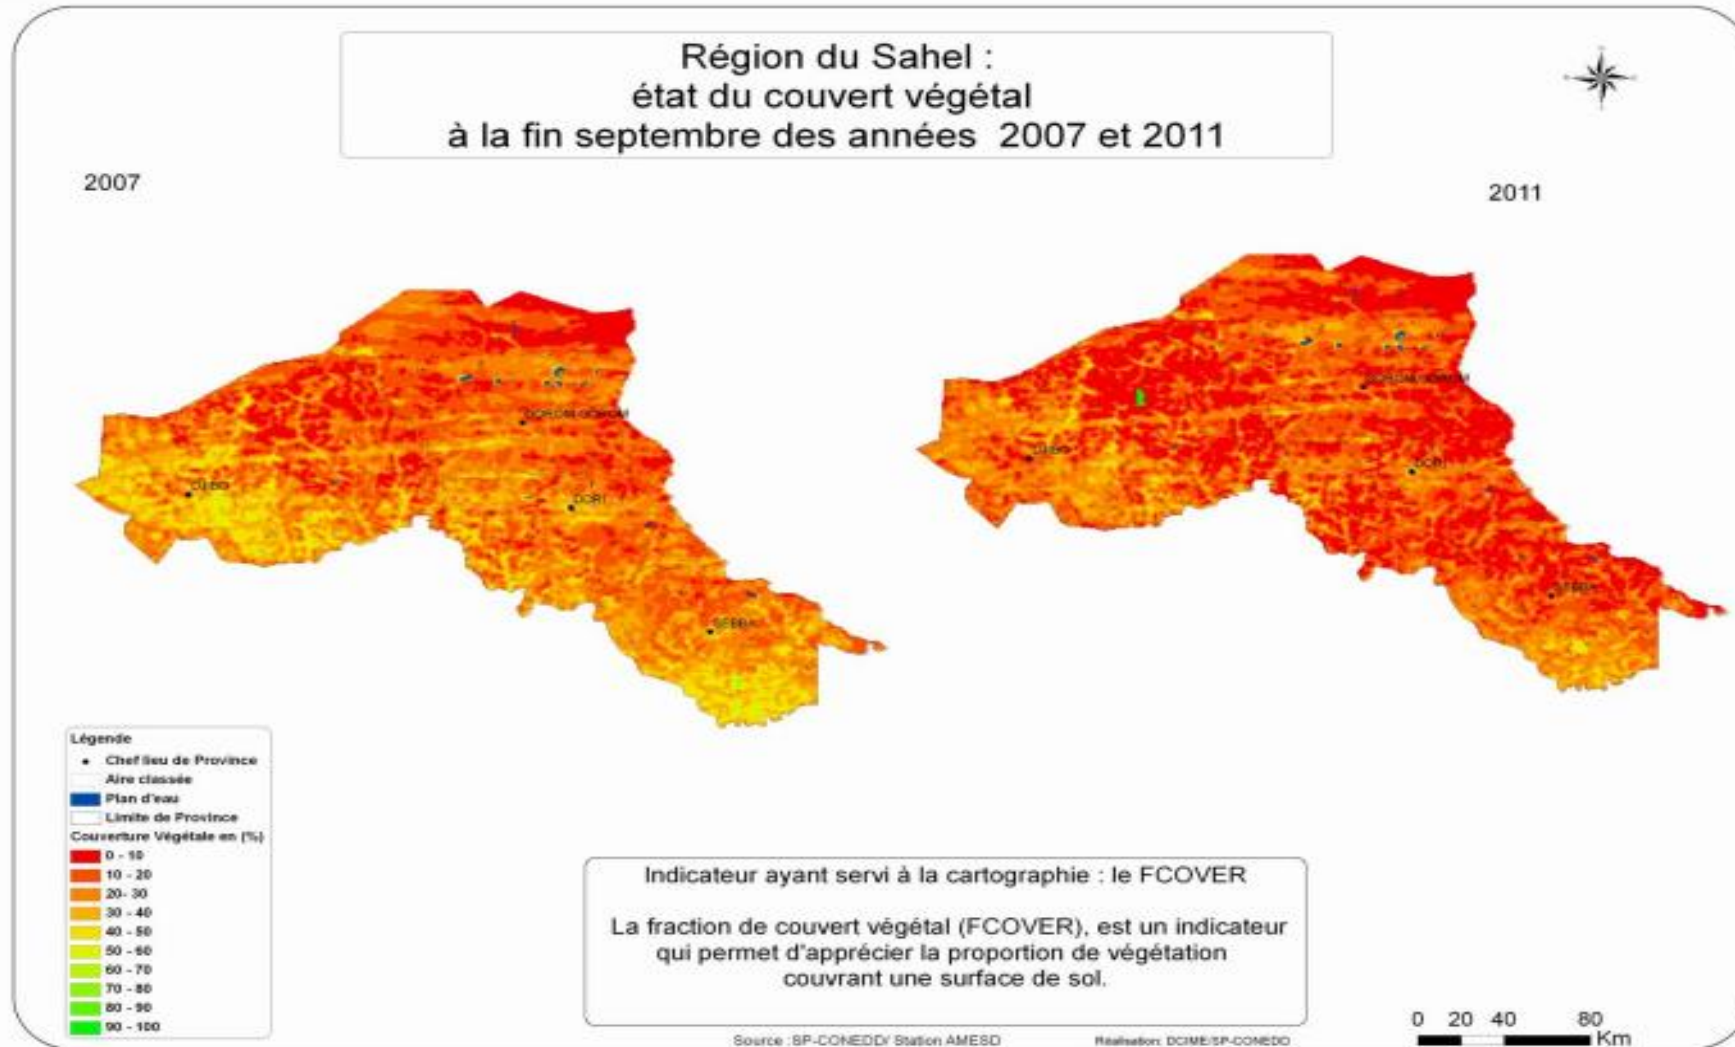 Région du Sahel :
état du couvert végétal
à la fin septembre des années 2007 et 2011
2007
2011
GOROM-GOROM
DJIBO
DORI
SEBBA
GOROM-GOROM
DJIBO
DORI
SEBBA
Légende
Chef lieu de Province
Aire classée
Plan d'eau
Limite de Province
Couverture Végétale en (%)
0 - 10
10 - 20
20- 30
30 - 40
40 - 50
50 - 60
60 - 70
70 - 80
80 - 90
90 - 100
Indicateur ayant servi à la cartographie : le FCOVER
La fraction de couvert végétal (FCOVER), est un indicateur
qui permet d'apprécier la proportion de végétation
couvrant une surface de sol.
Source : SP-CONEDD/ Station AMESD
Réalisation: DCIME/SP-CONEDD
0 20 40 80
Km